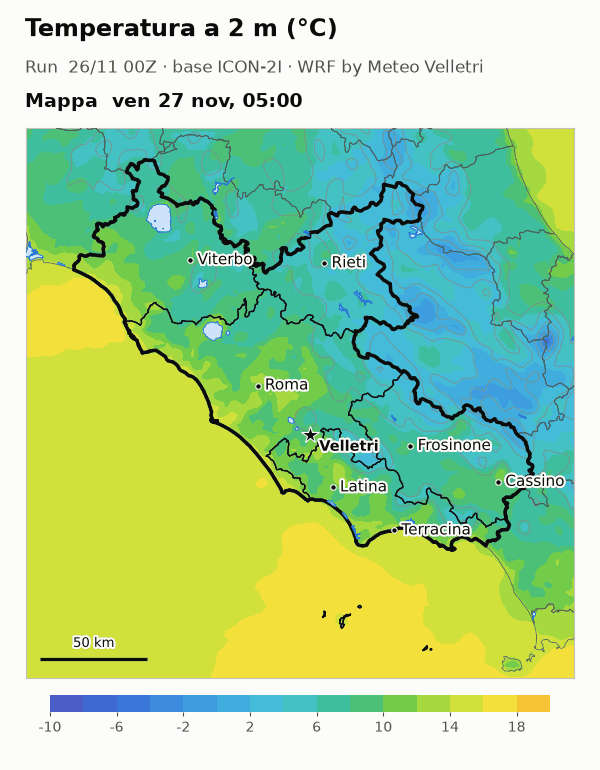 Temperatura a 2 m (°C)
Run  26/11 00Z · base ICON-2I · WRF by Meteo Velletri
Mappa  ven 27 nov, 05:00
Viterbo
Rieti
Roma
Velletri
Frosinone
Latina
Cassino
Terracina
50 km
-10 -6 -2 2 6 10 14 18